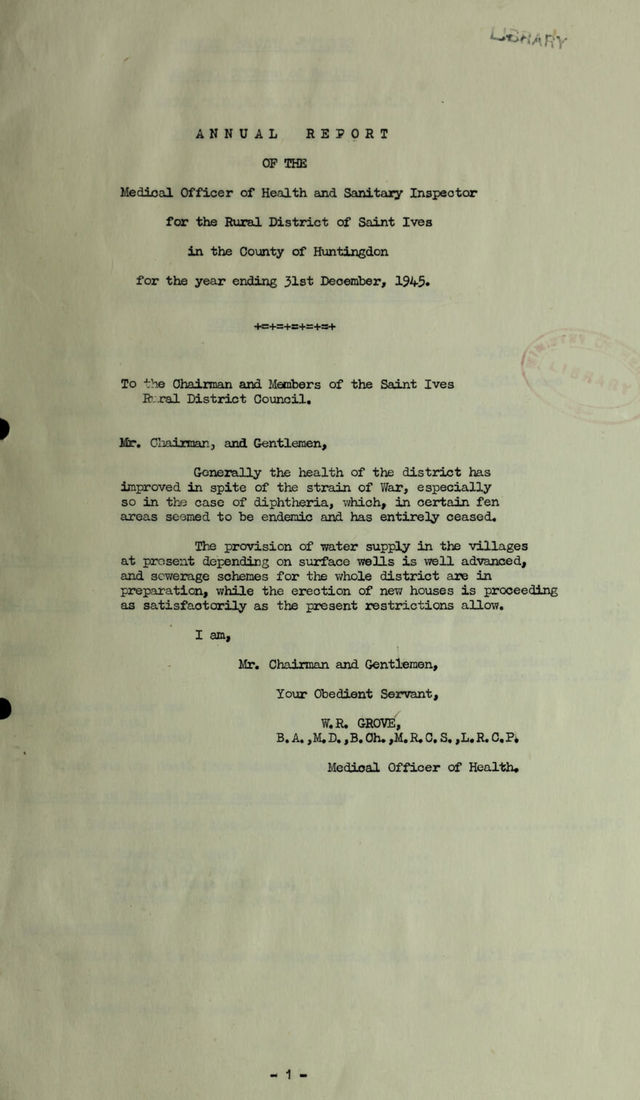 LIBRARY
ANNUAL REPORT
OF THE
Medical Officer of Health and Sanitary Inspector
for the Rural District of Saint Ives
in the County of Huntingdon
for the year ending 31st December, 1945.
+=+=+=+=+=+
MINISTRY OF
LIBRARY
To the Chairman and Members of the Saint Ives
Rural District Council.
Mr. Chairman, and Gentlemen,
Generally the health of the district has
improved in spite of the strain of War, especially
so in the case of diphtheria, which, in certain fen
areas seemed to be endemic and has entirely ceased.
The provision of water supply in the villages
at present depending on surface wells is well advanced,
and sewerage schemes for the whole district are in
preparation, while the erection of new houses is proceeding
as satisfactorily as the present restrictions allow.
I am,
Mr. Chairman and Gentlemen,
Your Obedient Servant,
W.R. GROVE,
B.A.,M.D.,B.Ch.,M.R.C.S.,L.R.C.P.
Medical Officer of Health.
- 1 -